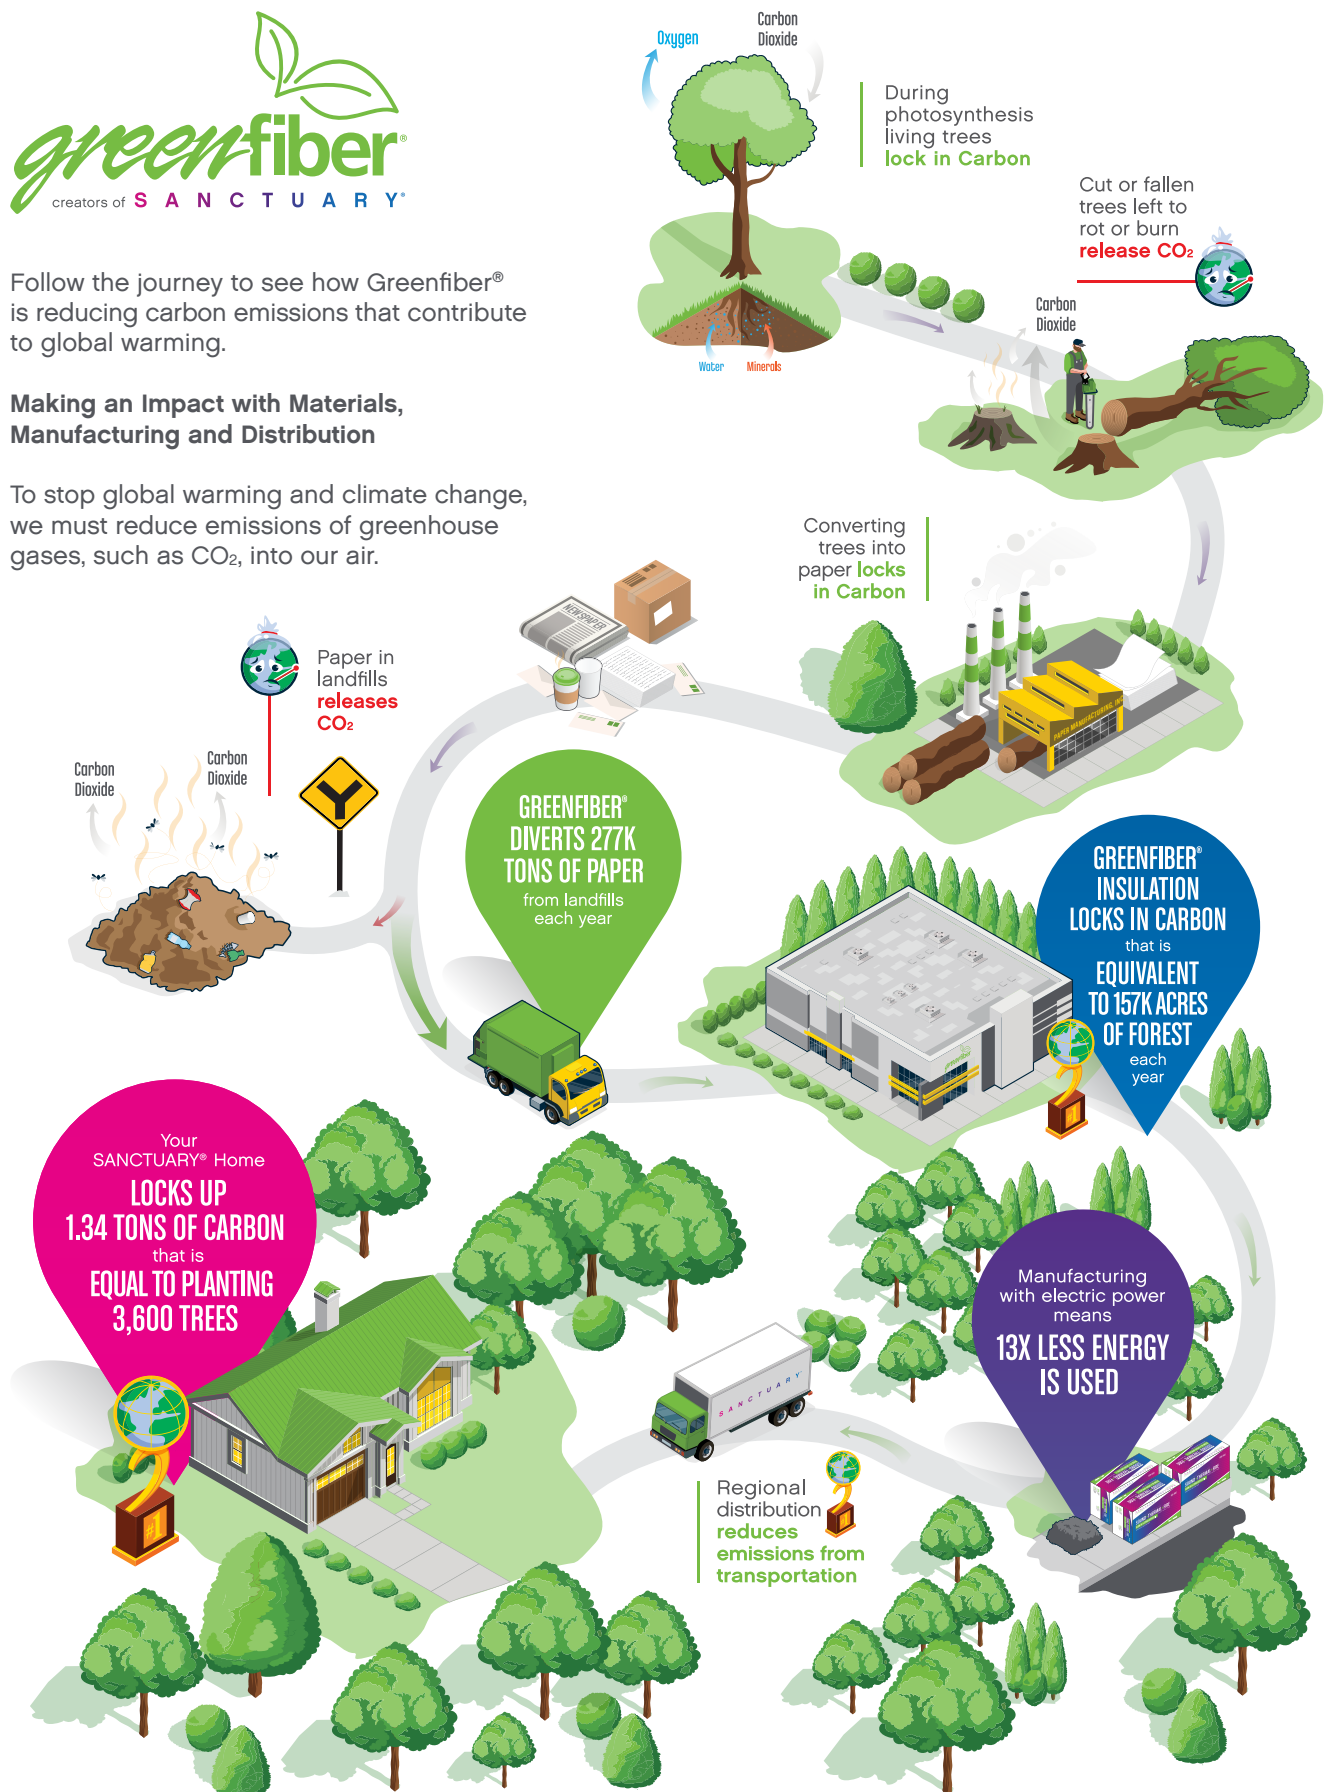 greenfiber®
creators of SANCTUARY®
Follow the journey to see how Greenfiber®
is reducing carbon emissions that contribute
to global warming.
Making an Impact with Materials,
Manufacturing and Distribution
To stop global warming and climate change,
we must reduce emissions of greenhouse
gases, such as CO₂, into our air.
Oxygen
Carbon
Dioxide
Water
Minerals
During
photosynthesis
living trees
lock in Carbon
Cut or fallen
trees left to
rot or burn
release CO₂
Carbon
Dioxide
Converting
trees into
paper locks
in Carbon
PAPER MANUFACTURING, INC
NEWSPAPER
Paper in
landfills
releases
CO₂
Carbon
Dioxide
Carbon
Dioxide
GREENFIBER®
DIVERTS 277K
TONS OF PAPER
from landfills
each year
greenfiber
GREENFIBER®
INSULATION
LOCKS IN CARBON
that is
EQUIVALENT
TO 157K ACRES
OF FOREST
each
year
Manufacturing
with electric power
means
13X LESS ENERGY
IS USED
SANCTUARY
Regional
distribution
reduces
emissions from
transportation
#1
Your
SANCTUARY® Home
LOCKS UP
1.34 TONS OF CARBON
that is
EQUAL TO PLANTING
3,600 TREES
#1